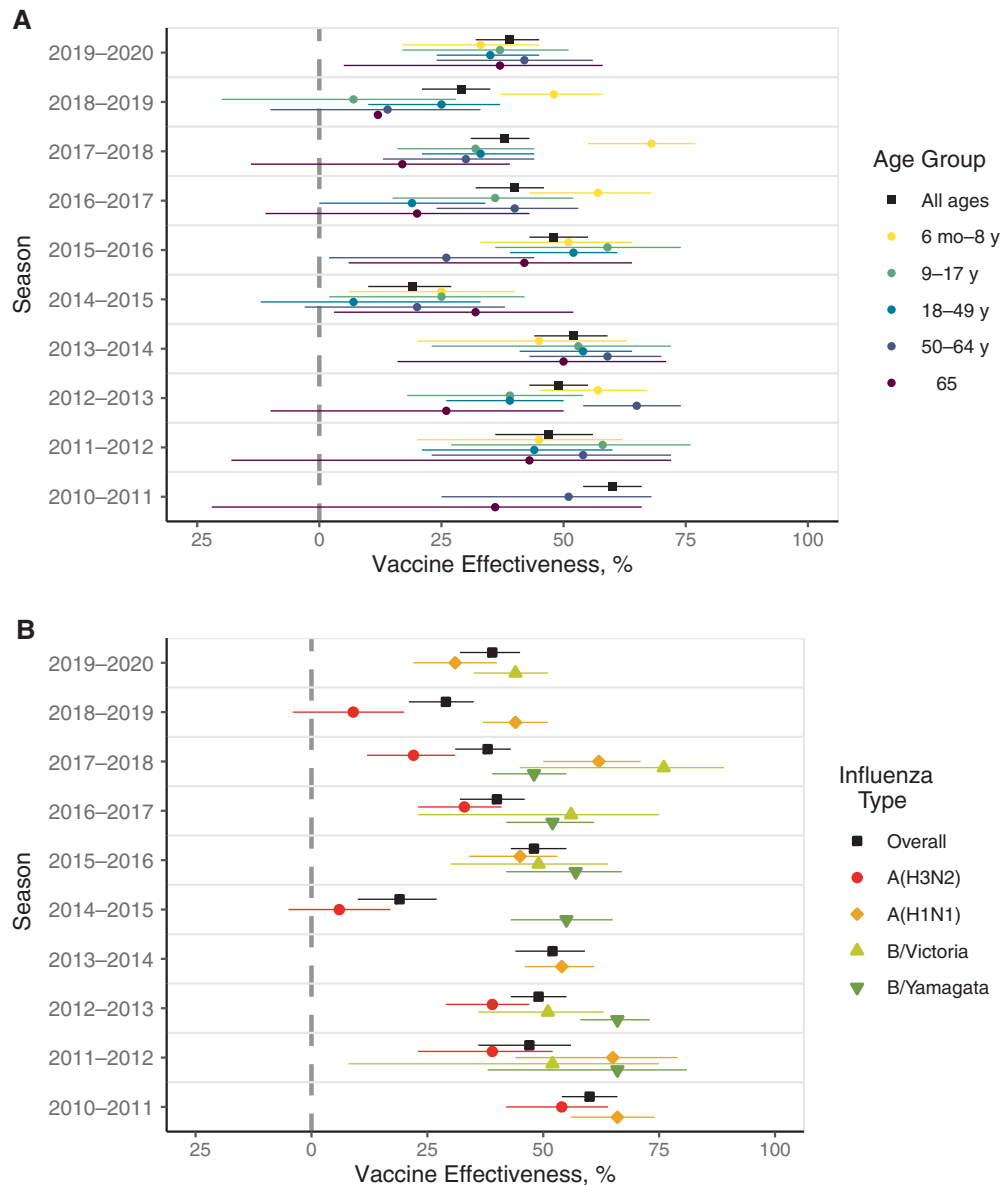 A
2019–2020
2018–2019
2017–2018
2016–2017
2015–2016
2014–2015
2013–2014
2012–2013
2011–2012
2010–2011
Season
25 0 25 50 75 100
Vaccine Effectiveness, %
Age Group
All ages
6 mo–8 y
9–17 y
18–49 y
50–64 y
65
B
2019–2020
2018–2019
2017–2018
2016–2017
2015–2016
2014–2015
2013–2014
2012–2013
2011–2012
2010–2011
Season
-25 0 25 50 75 100
Vaccine Effectiveness, %
Influenza
Type
Overall
A(H3N2)
A(H1N1)
B/Victoria
B/Yamagata